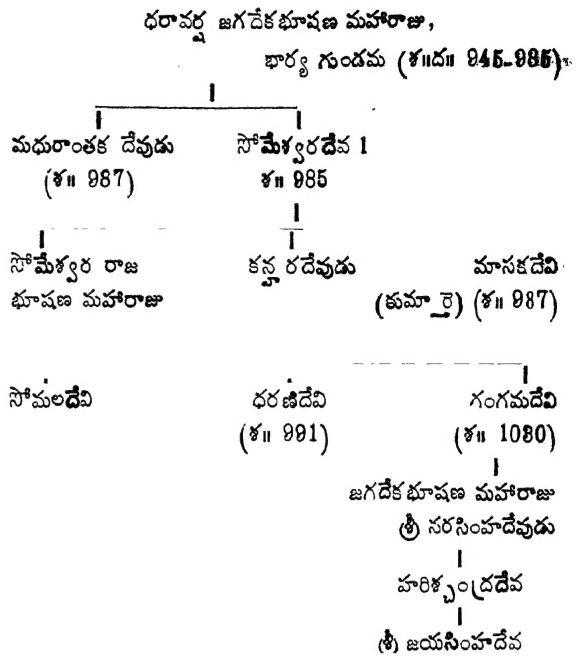 ధరావర్ష జగదేకభూషణ మహారాజు,
భార్య గుండమ (శ॥ద॥ 945-985)
మధురాంతక దేవుడు సోమేశ్వరదేవ 1
(శ॥ 987) శ॥ 985
సోమేశ్వర రాజ కన్హరదేవుడు మాసకదేవి
భూషణ మహారాజు (కుమార్తె) (శ॥ 987)
సోమలదేవి ధరణిదేవి గంగమదేవి
(శ॥ 991) (శ॥ 1030)
జగదేకభూషణ మహారాజు
శ్రీ నరసింహదేవుడు
హరిశ్చంద్రదేవ
శ్రీ జయసింహదేవ